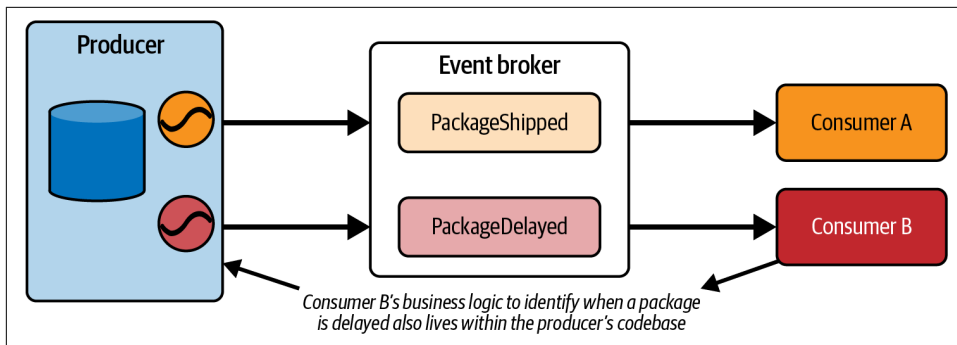 Producer
Event broker
PackageShipped
Consumer A
PackageDelayed
Consumer B
Consumer B's business logic to identify when a package
is delayed also lives within the producer's codebase